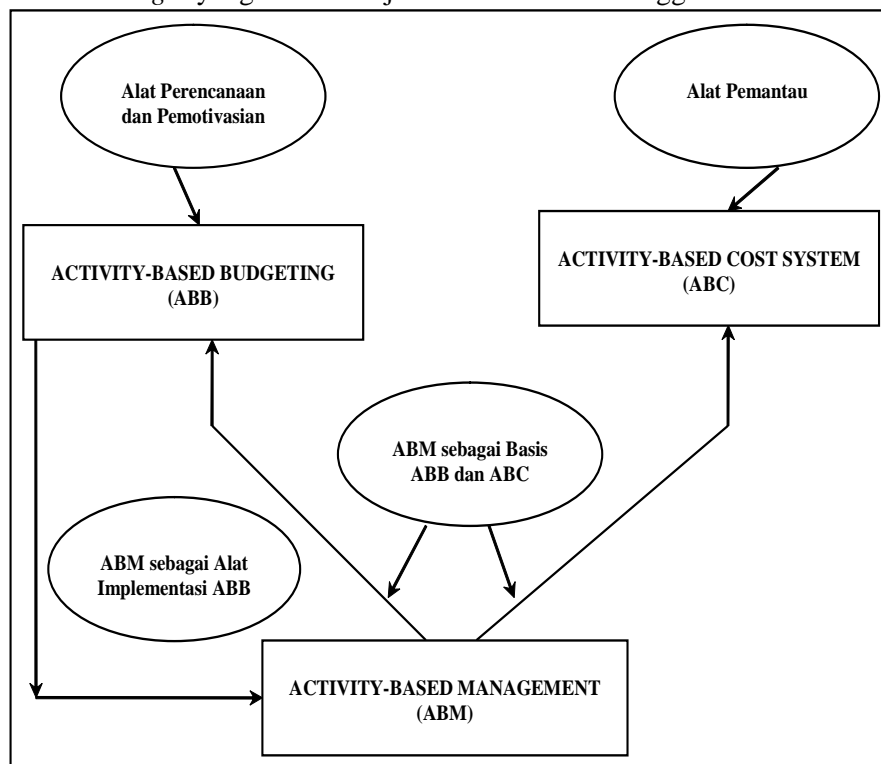 Alat Perencanaan
dan Pemotivasian
Alat Pemantau
ACTIVITY-BASED BUDGETING
(ABB)
ACTIVITY-BASED COST SYSTEM
(ABC)
ABM sebagai Basis
ABB dan ABC
ABM sebagai Alat
Implementasi ABB
ACTIVITY-BASED MANAGEMENT
(ABM)